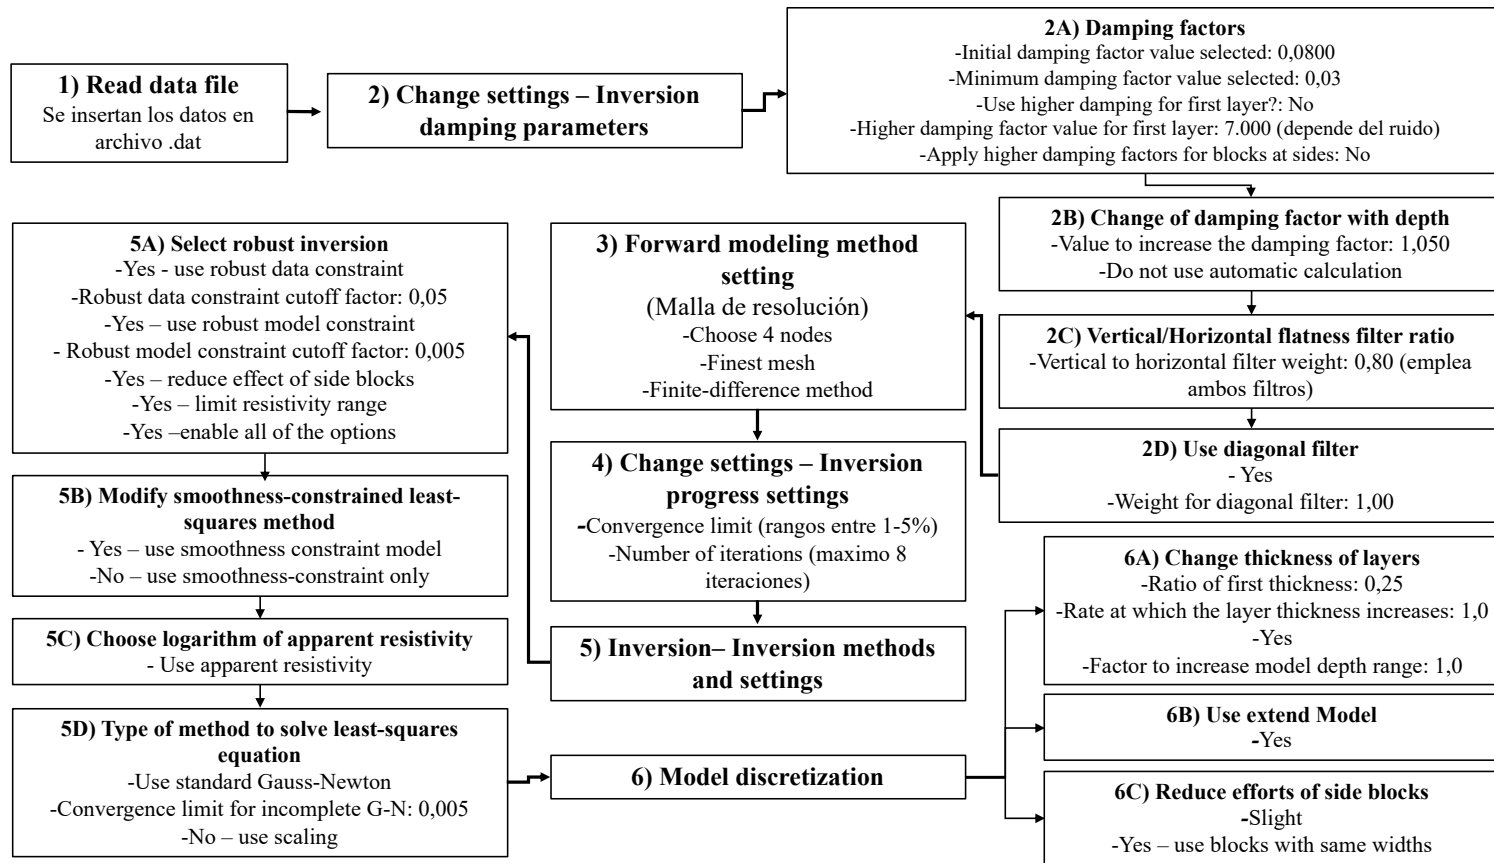 1) Read data file
Se insertan los datos en
archivo .dat
2) Change settings – Inversion
damping parameters
2A) Damping factors
-Initial damping factor value selected: 0,0800
-Minimum damping factor value selected: 0,03
-Use higher damping for first layer?: No
-Higher damping factor value for first layer: 7.000 (depende del ruido)
-Apply higher damping factors for blocks at sides: No
2B) Change of damping factor with depth
-Value to increase the damping factor: 1,050
-Do not use automatic calculation
2C) Vertical/Horizontal flatness filter ratio
-Vertical to horizontal filter weight: 0,80 (emplea
ambos filtros)
2D) Use diagonal filter
- Yes
-Weight for diagonal filter: 1,00
3) Forward modeling method
setting
(Malla de resolución)
-Choose 4 nodes
-Finest mesh
-Finite-difference method
4) Change settings – Inversion
progress settings
-Convergence limit (rangos entre 1-5%)
-Number of iterations (maximo 8
iteraciones)
5) Inversion– Inversion methods
and settings
5A) Select robust inversion
-Yes - use robust data constraint
-Robust data constraint cutoff factor: 0,05
-Yes – use robust model constraint
- Robust model constraint cutoff factor: 0,005
-Yes – reduce effect of side blocks
-Yes – limit resistivity range
-Yes –enable all of the options
5B) Modify smoothness-constrained least-
squares method
- Yes – use smoothness constraint model
-No – use smoothness-constraint only
5C) Choose logarithm of apparent resistivity
- Use apparent resistivity
5D) Type of method to solve least-squares
equation
-Use standard Gauss-Newton
-Convergence limit for incomplete G-N: 0,005
-No – use scaling
6) Model discretization
6A) Change thickness of layers
-Ratio of first thickness: 0,25
-Rate at which the layer thickness increases: 1,0
-Yes
-Factor to increase model depth range: 1,0
6B) Use extend Model
-Yes
6C) Reduce efforts of side blocks
-Slight
-Yes – use blocks with same widths